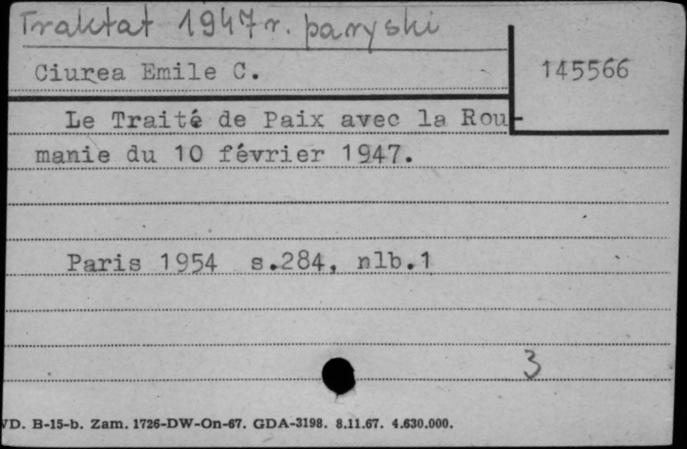 Traktat 1947 r. paryski
Ciurea Emile C.
145566
Le Traité de Paix avec la Rou-
manie du 10 février 1947.
Paris 1954 s.284, nlb.1
3
VD. B-15-b. Zam. 1726-DW-On-67. GDA-3198. 8.11.67. 4.630.000.